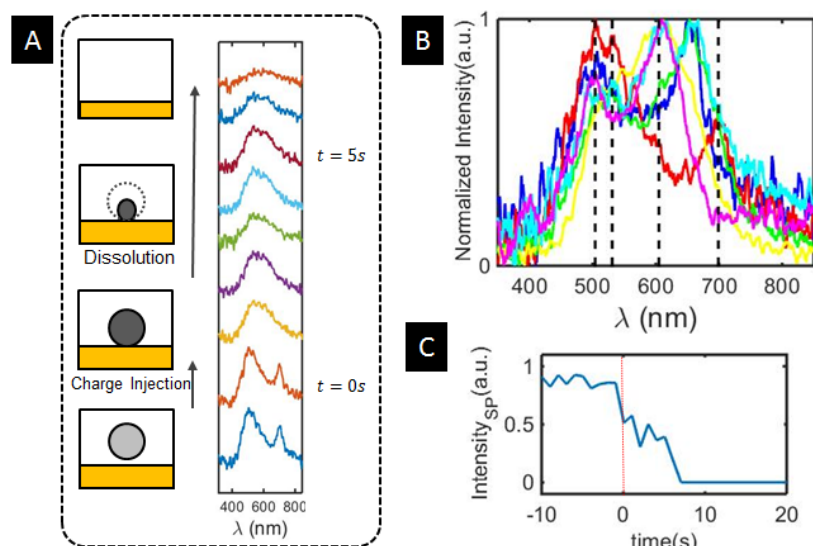 A
Dissolution
Charge Injection
t = 5s
t = 0s
400 600 800
λ (nm)
B
Normalized Intensity(a.u.)
1
0
400 500 600 700 800
λ (nm)
C
Intensity_SP(a.u.)
1
0.5
0
-10 0 10 20
time(s)